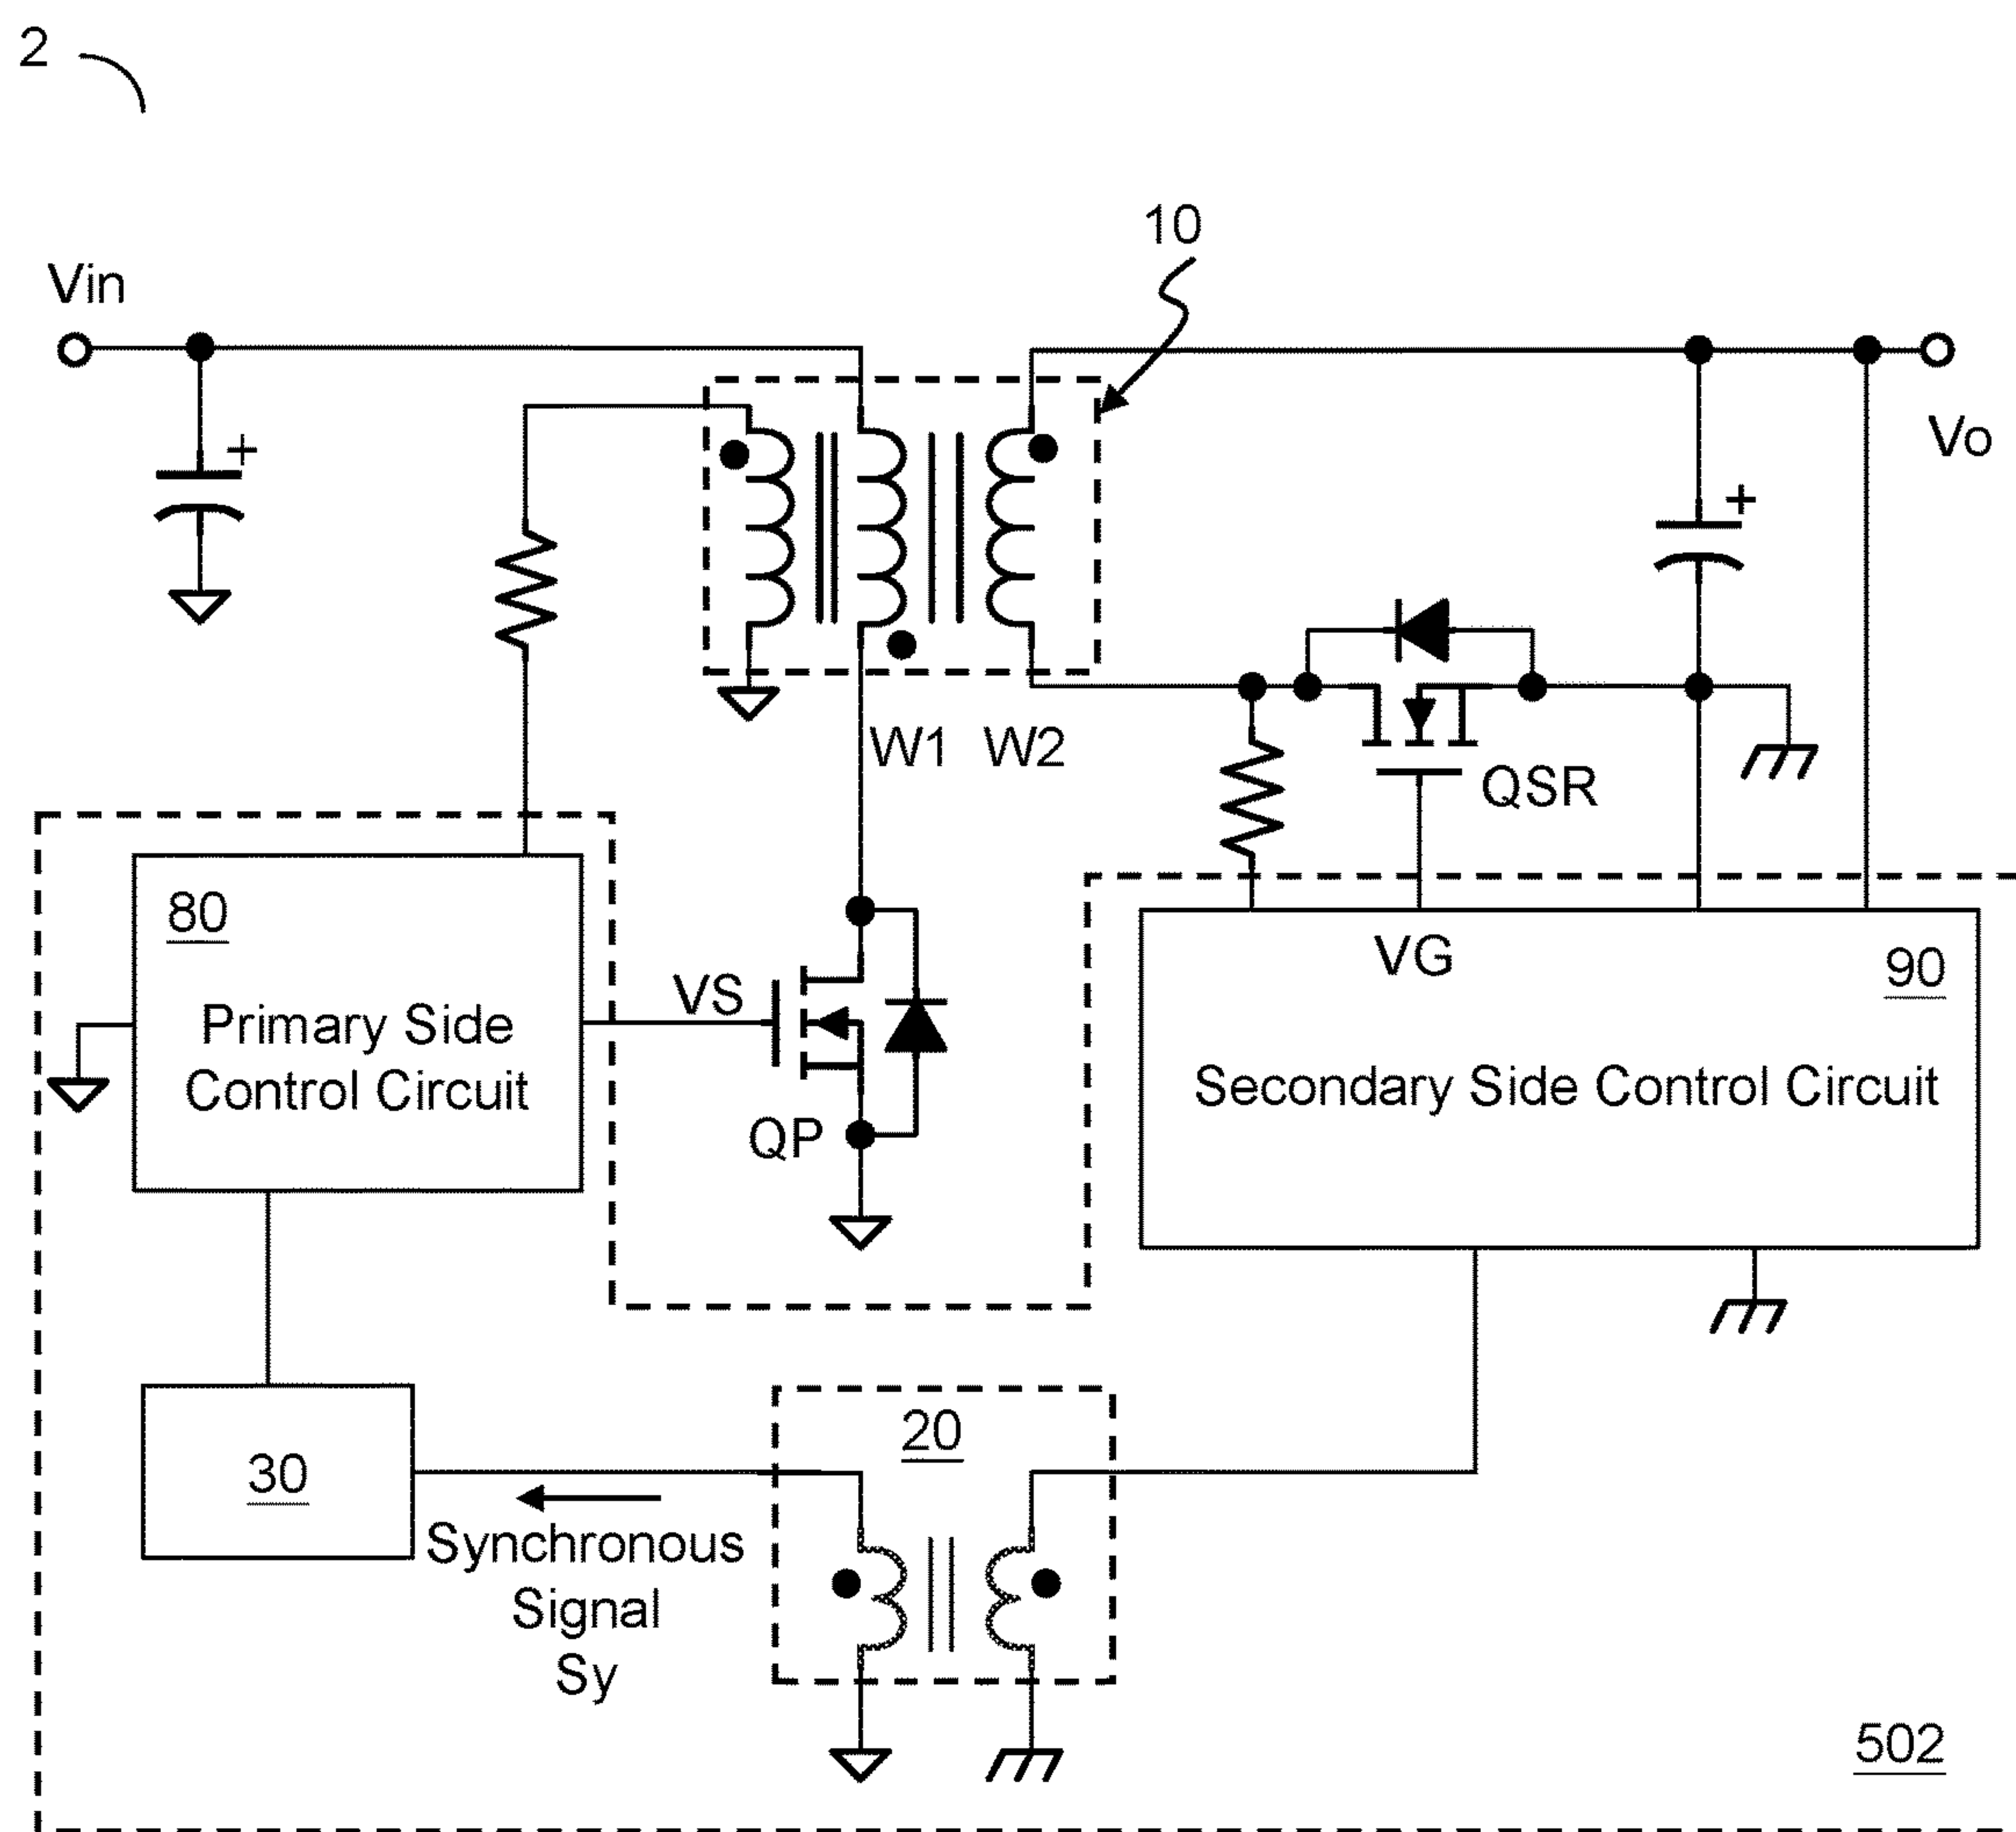 2
10
Vin
+
Vo
+
W1 W2
QSR
80
VS
VG
90
Primary Side
Control Circuit
Secondary Side Control Circuit
QP
20
30
Synchronous
Signal
Sy
502